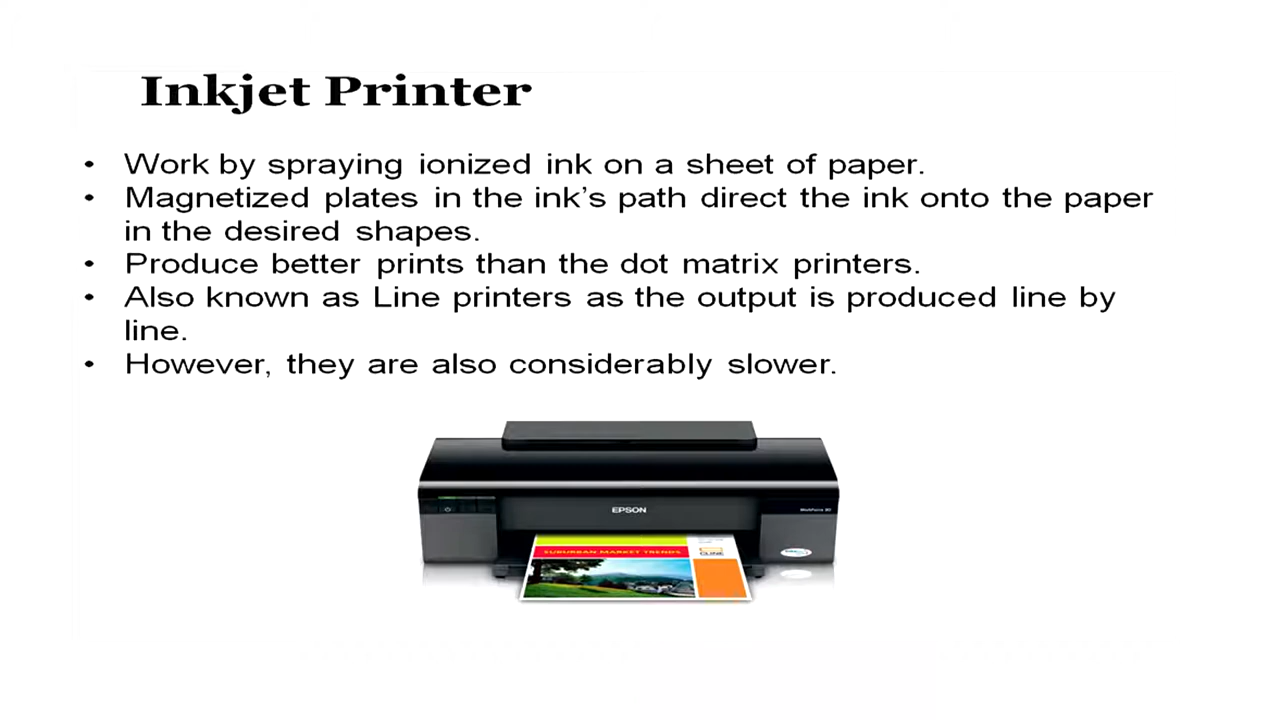 Inkjet Printer
• Work by spraying ionized ink on a sheet of paper.
• Magnetized plates in the ink's path direct the ink onto the paper
in the desired shapes.
• Produce better prints than the dot matrix printers.
• Also known as Line printers as the output is produced line by
line.
• However, they are also considerably slower.
EPSON
WorkForce 30
SUBURBAN MARKET TRENDS
CLINE